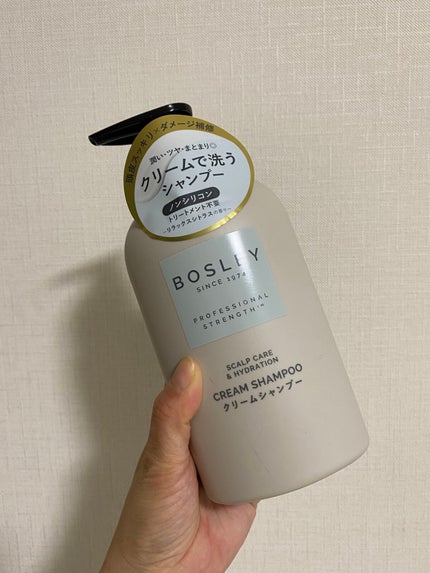 頭皮スッキリ×ダメージ補修
潤い・ツヤ・まとまり◎
クリームで洗う
シャンプー
ノンシリコン
トリートメント不要
~リラックスシトラスの香り~
BOSLEY
SINCE 1974
PROFESSIONAL
STRENGTH™
SCALP CARE
& HYDRATION
CREAM SHAMPOO
クリームシャンプー